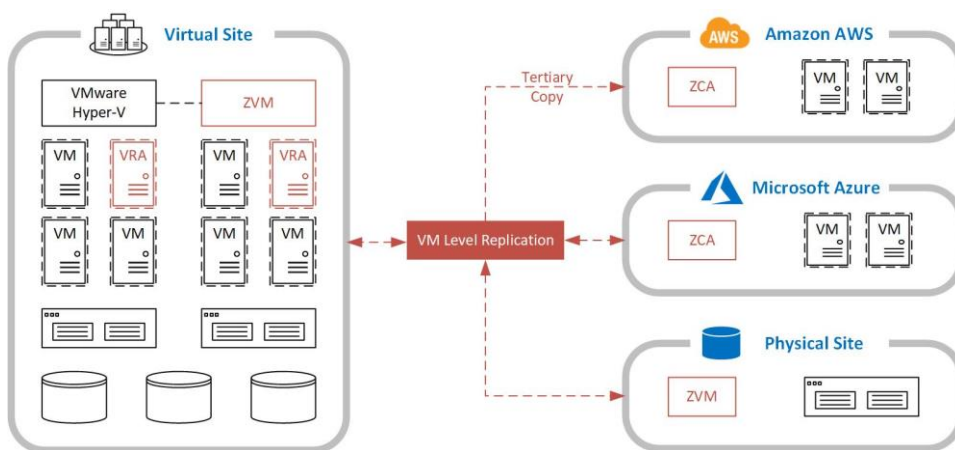 Virtual Site
VMware
Hyper-V
ZVM
VM
VRA
VM
VRA
VM
VM
VM
VM
VM Level Replication
Tertiary
Copy
AWS
Amazon AWS
ZCA
VM
VM
Microsoft Azure
ZCA
VM
VM
Physical Site
ZVM